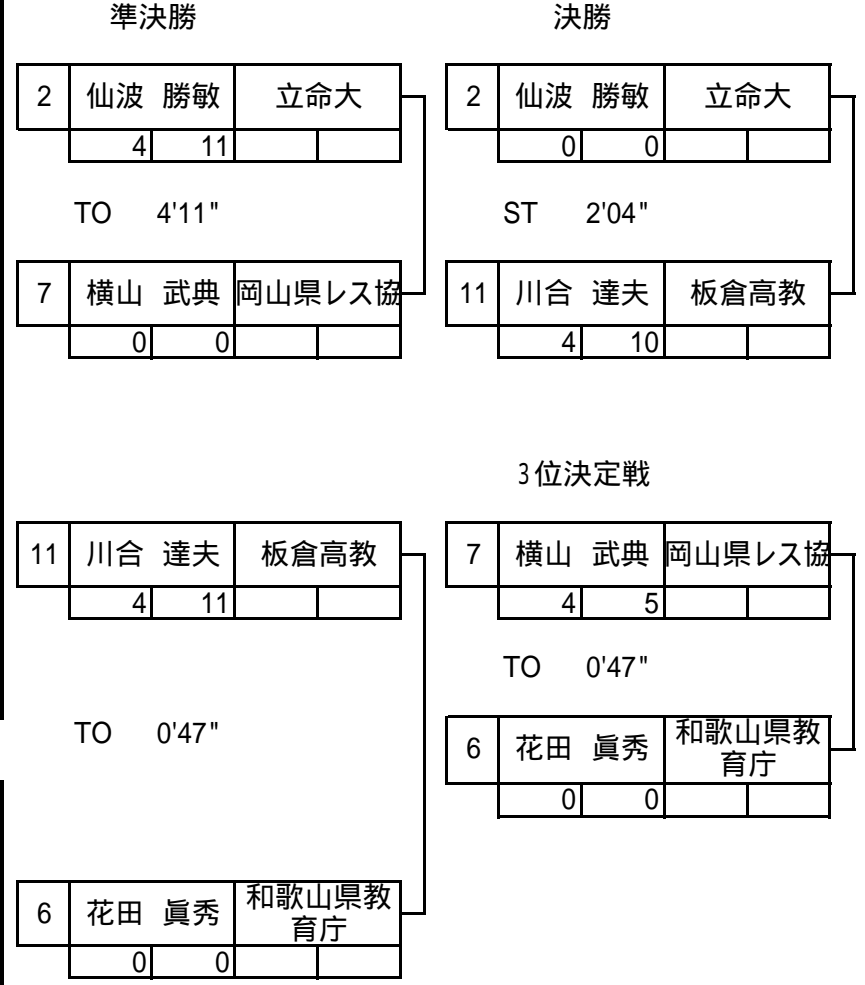 準決勝 決勝
2 仙波 勝敏 立命大
4 11
TO 4'11"
7 横山 武典 岡山県レス協
0 0
2 仙波 勝敏 立命大
0 0
ST 2'04"
11 川合 達夫 板倉高教
4 10
3位決定戦
11 川合 達夫 板倉高教
4 11
TO 0'47"
6 花田 眞秀 和歌山県教
育庁
0 0
7 横山 武典 岡山県レス協
4 5
TO 0'47"
6 花田 眞秀 和歌山県教
育庁
0 0